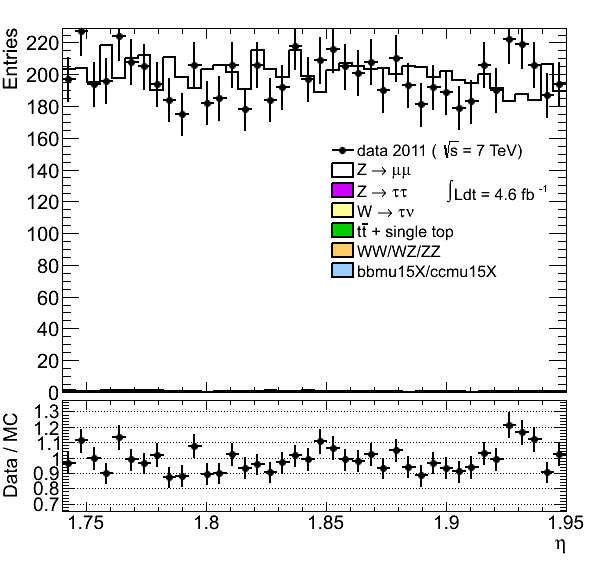 Entries
220
200
180
160
140
120
100
80
60
40
20
0
data 2011 ( √s = 7 TeV)
Z → μμ
Z → ττ
∫Ldt = 4.6 fb⁻¹
W → τν
tt̄ + single top
WW/WZ/ZZ
bbmu15X/ccmu15X
Data / MC
1.3
1.2
1.1
1
0.9
0.8
0.7
1.75 1.8 1.85 1.9 1.95
η